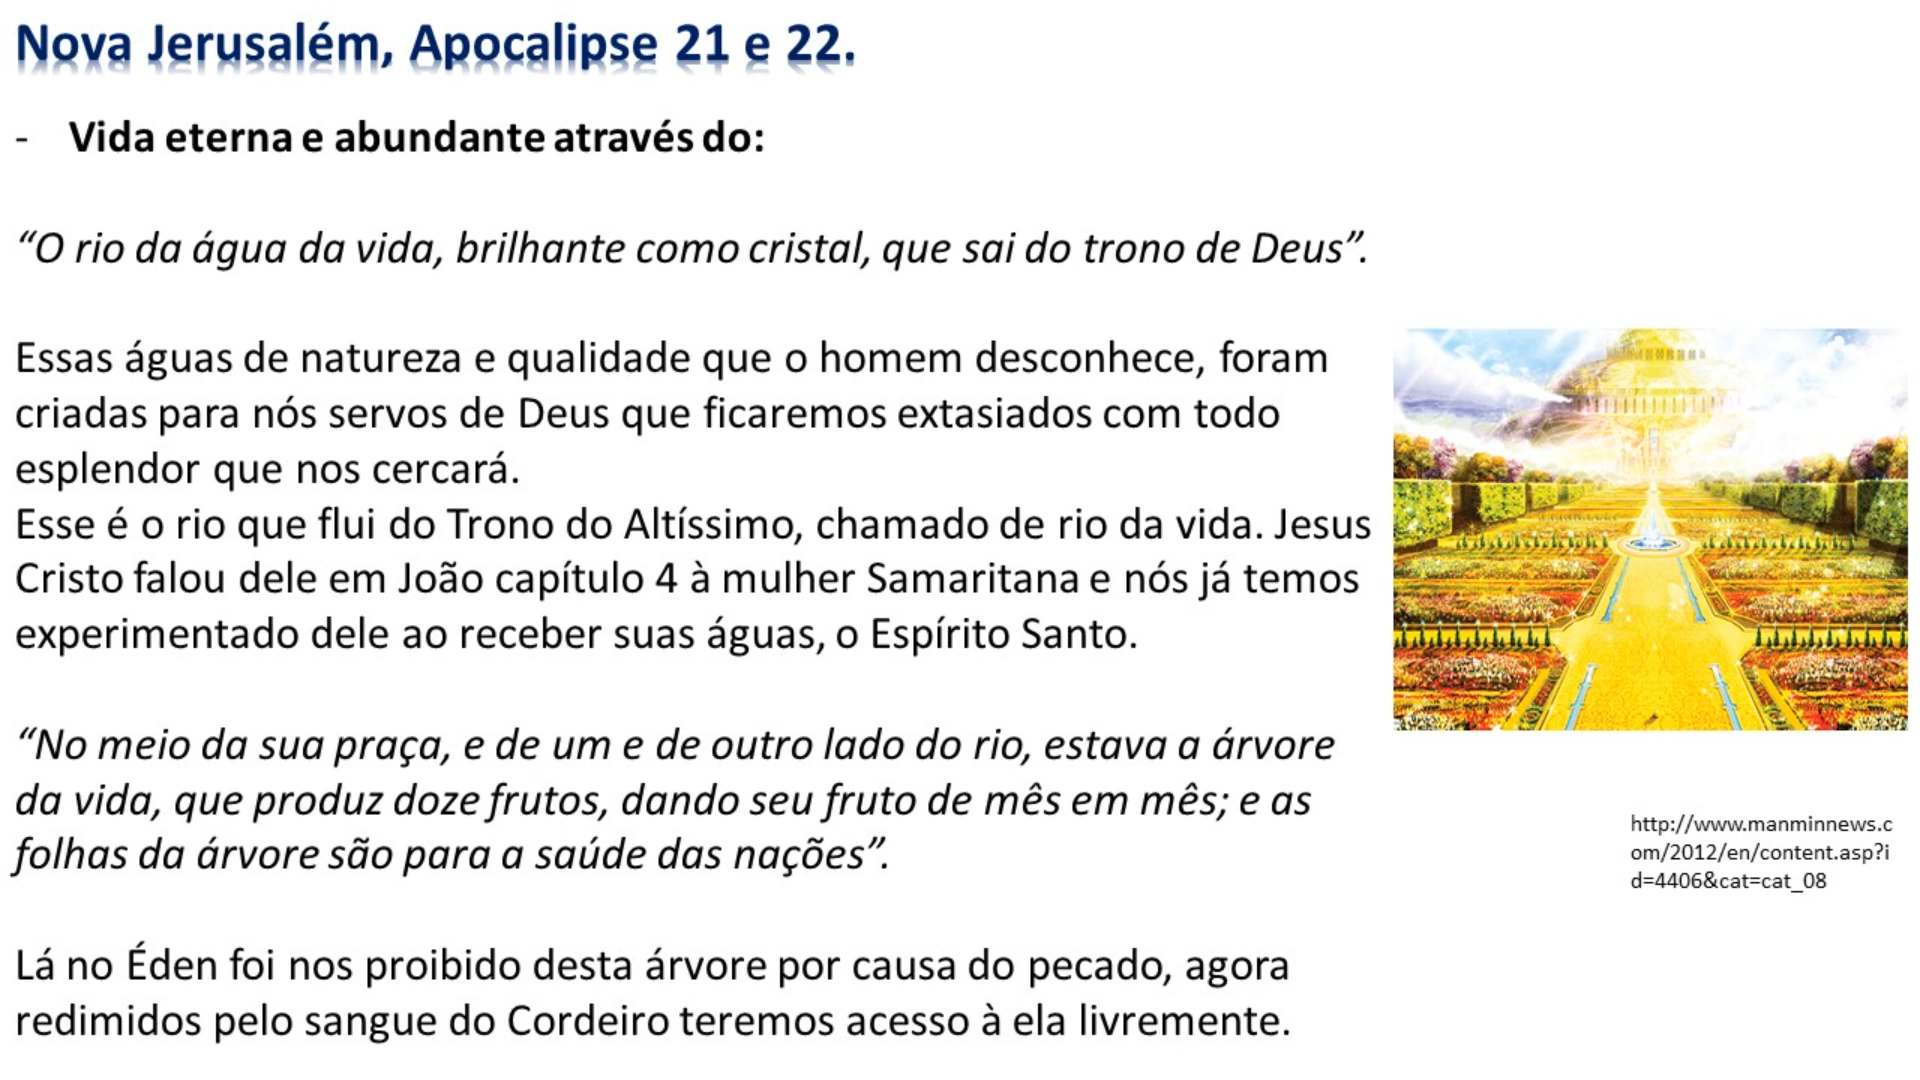 Nova Jerusalém, Apocalipse 21 e 22.
- Vida eterna e abundante através do:
“O rio da água da vida, brilhante como cristal, que sai do trono de Deus”.
Essas águas de natureza e qualidade que o homem desconhece, foram
criadas para nós servos de Deus que ficaremos extasiados com todo
esplendor que nos cercará.
Esse é o rio que flui do Trono do Altíssimo, chamado de rio da vida. Jesus
Cristo falou dele em João capítulo 4 à mulher Samaritana e nós já temos
experimentado dele ao receber suas águas, o Espírito Santo.
“No meio da sua praça, e de um e de outro lado do rio, estava a árvore
da vida, que produz doze frutos, dando seu fruto de mês em mês; e as
folhas da árvore são para a saúde das nações”.
Lá no Éden foi nos proibido desta árvore por causa do pecado, agora
redimidos pelo sangue do Cordeiro teremos acesso à ela livremente.
http://www.manminnews.c
om/2012/en/content.asp?i
d=4406&cat=cat_08